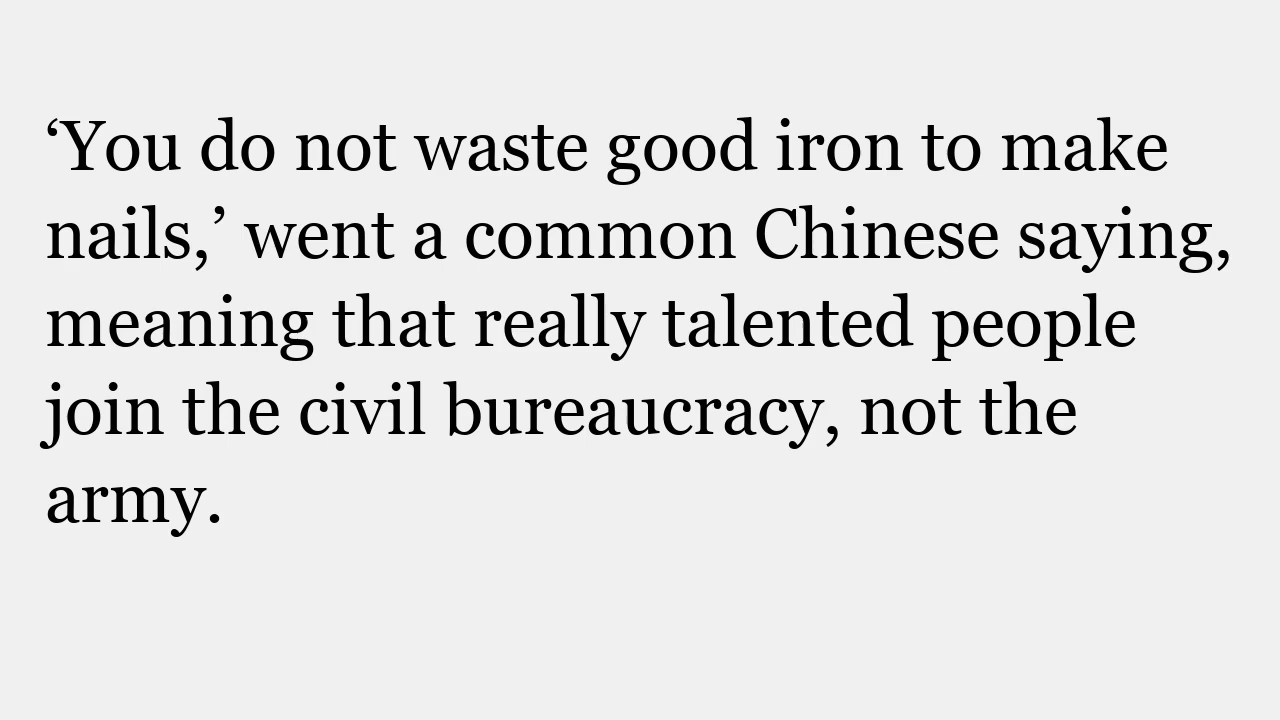 ‘You do not waste good iron to make
nails,’ went a common Chinese saying,
meaning that really talented people
join the civil bureaucracy, not the
army.